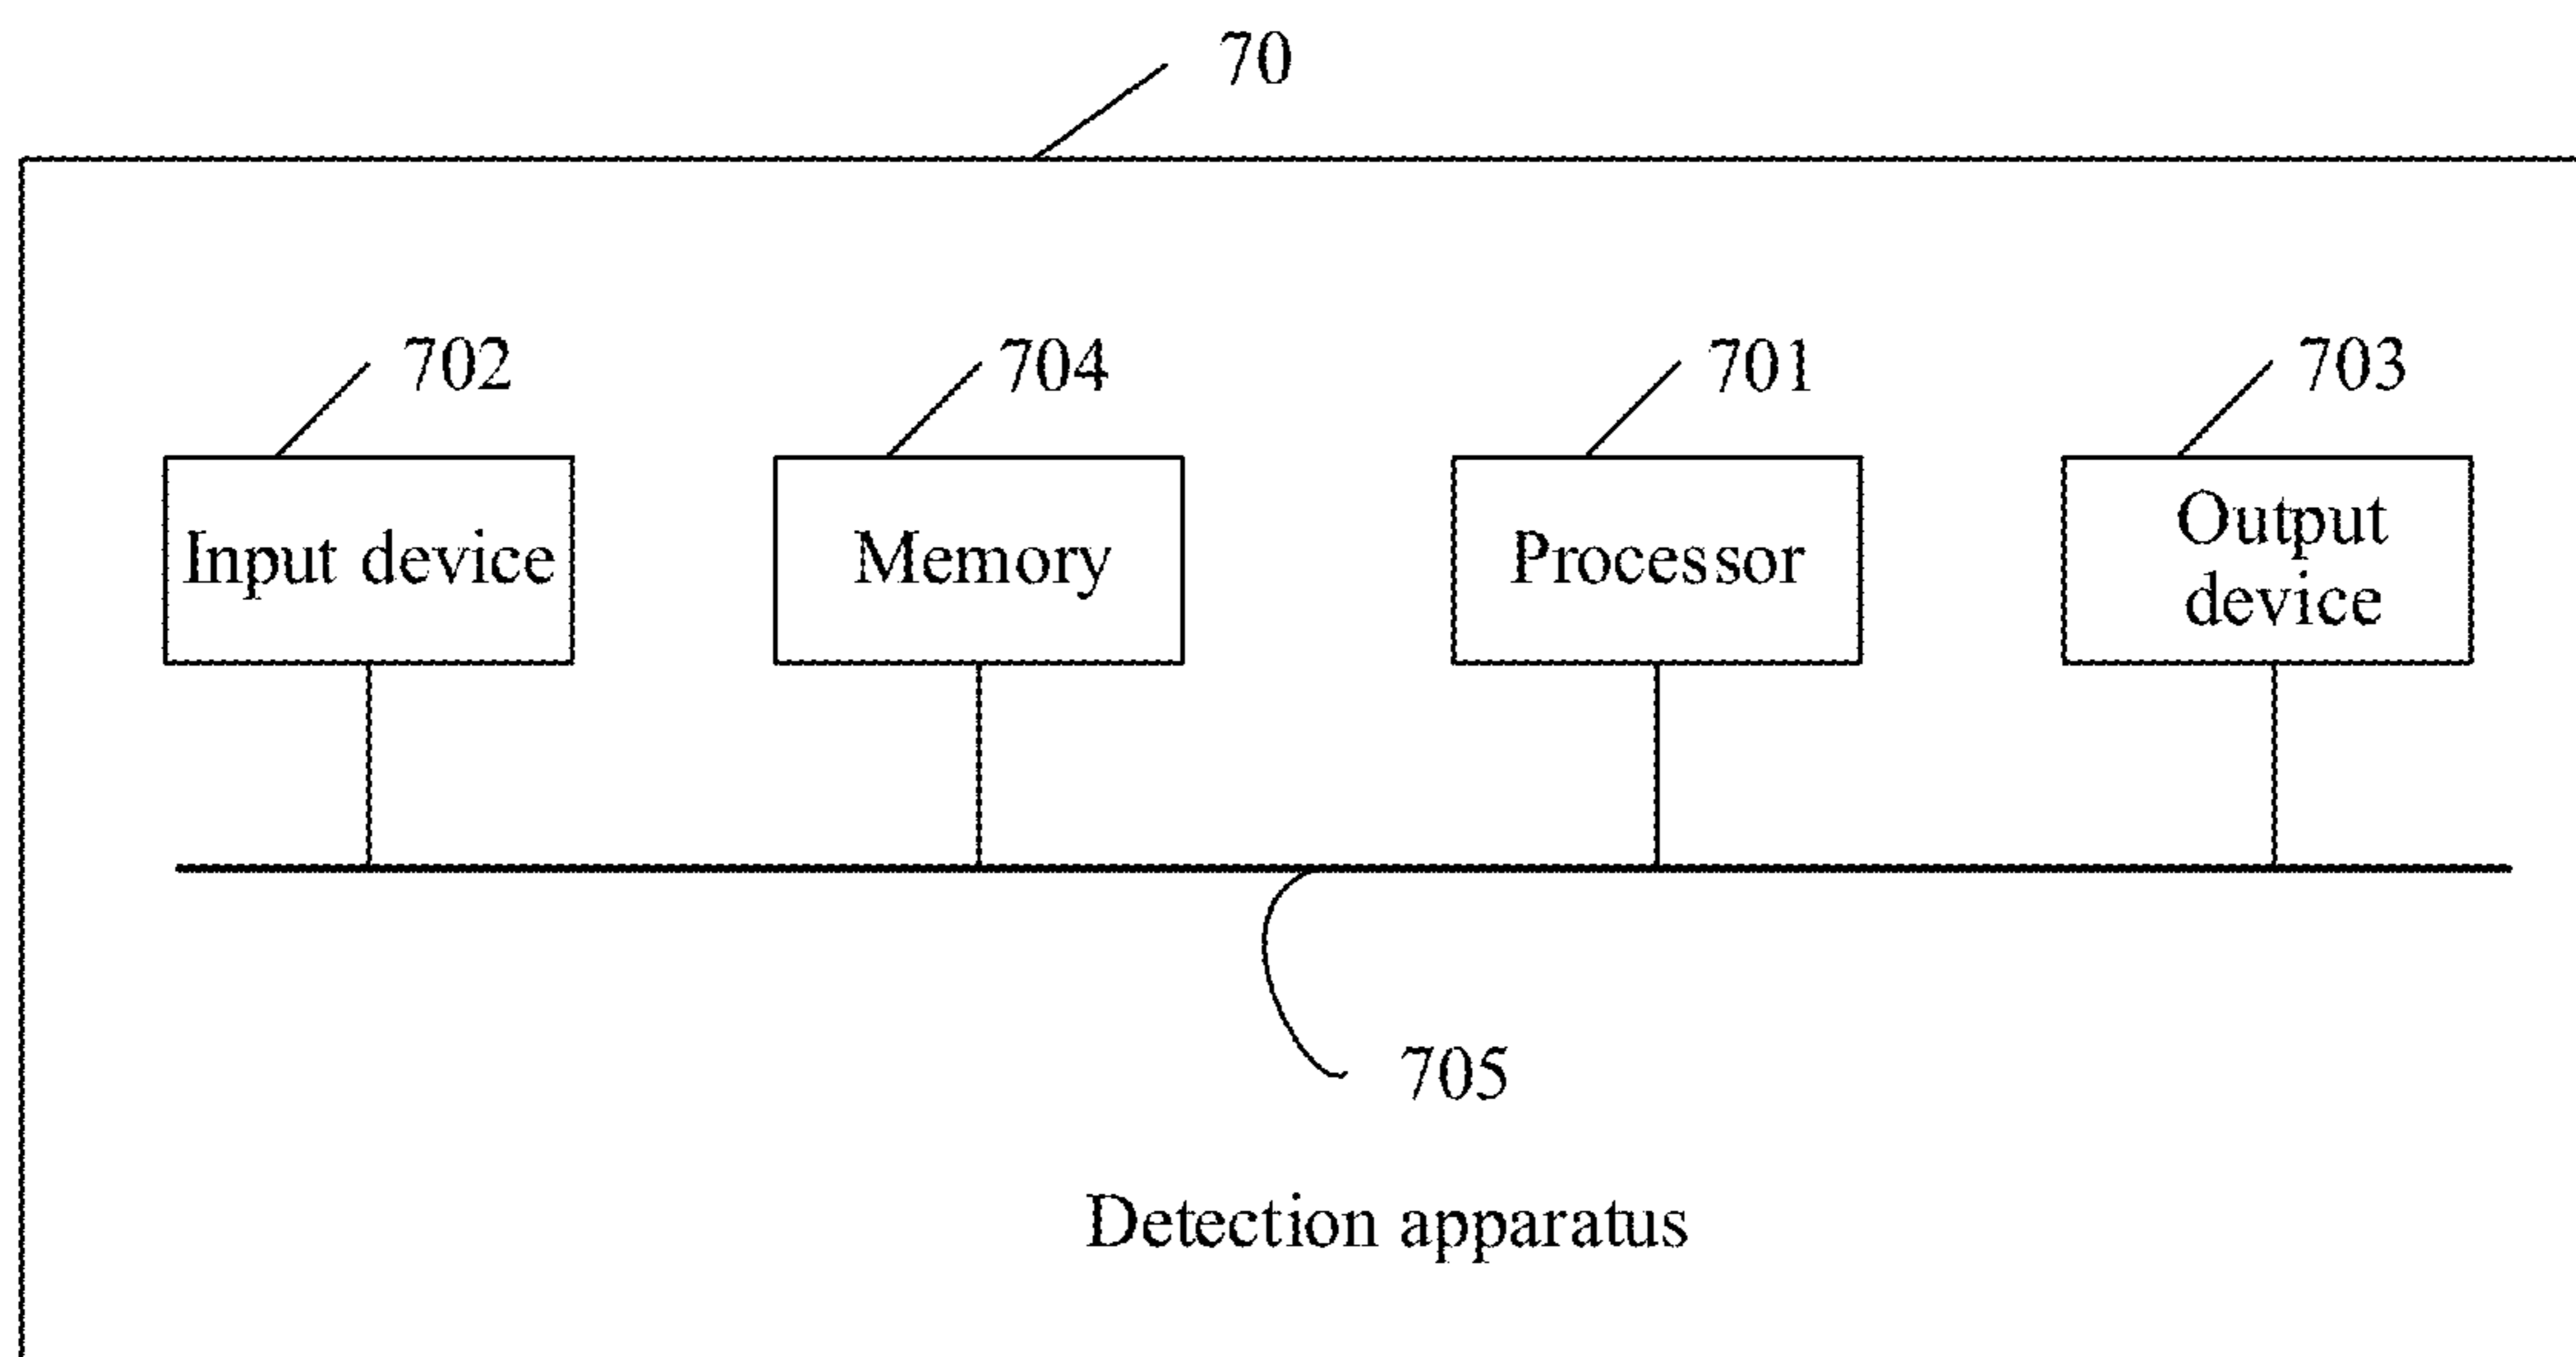 70
702
704
701
703
Input device
Memory
Processor
Output
device
705
Detection apparatus